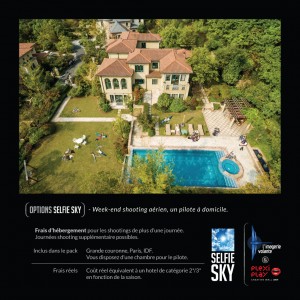 OPTIONS SELFIE SKY - Week-end shooting aérien, un pilote à domicile.
Frais d'hébergement pour les shootings de plus d'une journée.
Journées shooting supplémentaire possibles.
Inclus dans le pack Grande couronne, Paris, IDF.
Vous disposez d'une chambre pour le pilote.
Frais réels Coût réel équivalent à un hotel de catégorie 2*/3*
en fonction de la saison.
SELFIE
SKY
L'imagerie
volante
&
PLAY